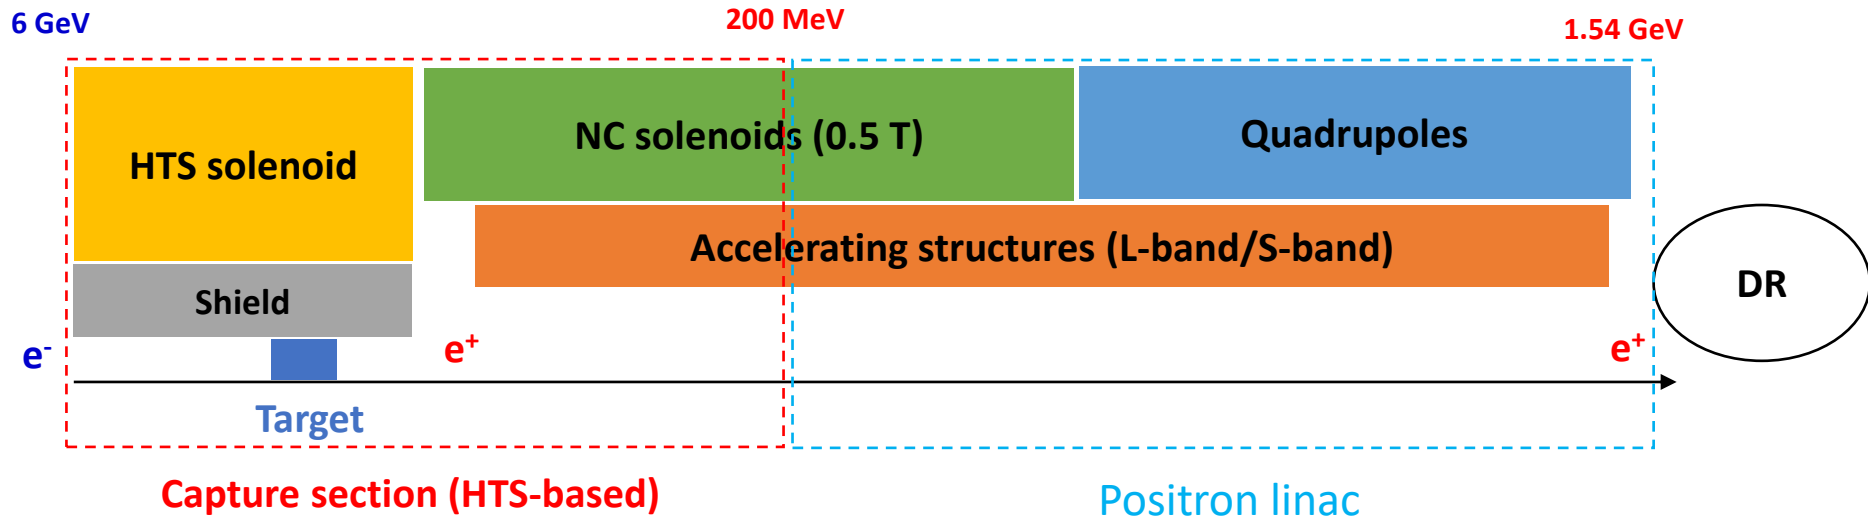 6 GeV
200 MeV
1.54 GeV
HTS solenoid
NC solenoids (0.5 T)
Quadrupoles
Accelerating structures (L-band/S-band)
Shield
DR
e⁻
e⁺
e⁺
Target
Capture section (HTS-based)
Positron linac